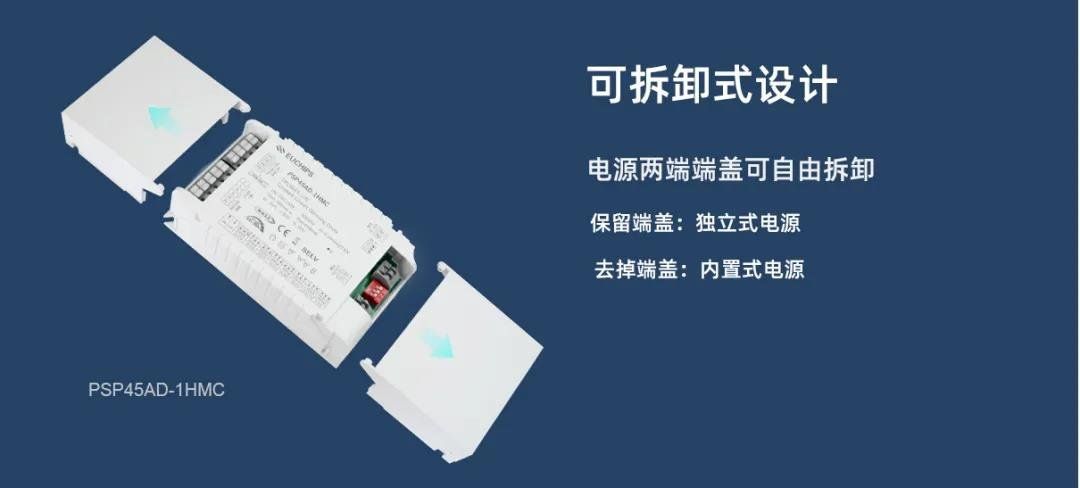 可拆卸式设计
电源两端端盖可自由拆卸
保留端盖：独立式电源
去掉端盖：内置式电源
EUCHIPS
PSP45AD-1HMC
SELV
PSP45AD-1HMC